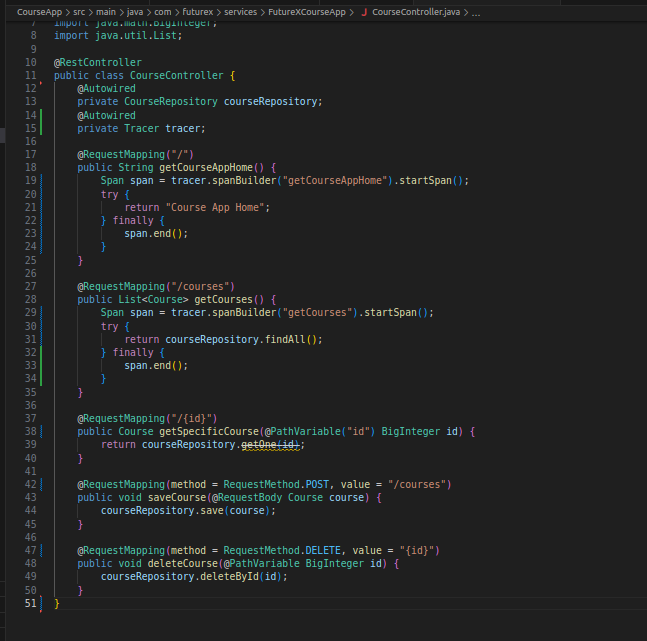 CourseApp > src > main > java > com > futurex > services > FutureXCourseApp > J CourseController.java > ...
7 import java.math.BigInteger;
8 import java.util.List;
9
10 @RestController
11 public class CourseController {
12 @Autowired
13 private CourseRepository courseRepository;
14 @Autowired
15 private Tracer tracer;
16
17 @RequestMapping("/")
18 public String getCourseAppHome() {
19 Span span = tracer.spanBuilder("getCourseAppHome").startSpan();
20 try {
21 return "Course App Home";
22 } finally {
23 span.end();
24 }
25 }
26
27 @RequestMapping("/courses")
28 public List<Course> getCourses() {
29 Span span = tracer.spanBuilder("getCourses").startSpan();
30 try {
31 return courseRepository.findAll();
32 } finally {
33 span.end();
34 }
35 }
36
37 @RequestMapping("/{id}")
38 public Course getSpecificCourse(@PathVariable("id") BigInteger id) {
39 return courseRepository.getOne(id);
40 }
41
42 @RequestMapping(method = RequestMethod.POST, value = "/courses")
43 public void saveCourse(@RequestBody Course course) {
44 courseRepository.save(course);
45 }
46
47 @RequestMapping(method = RequestMethod.DELETE, value = "{id}")
48 public void deleteCourse(@PathVariable BigInteger id) {
49 courseRepository.deleteById(id);
50 }
51 }